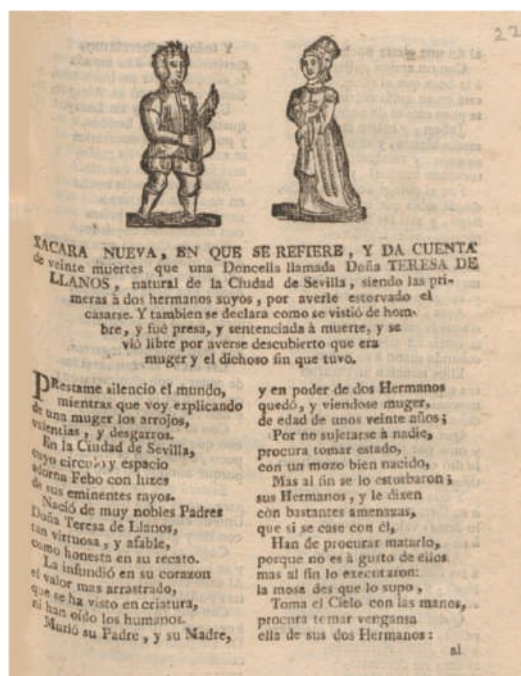 22
XACARA NUEVA, EN QUE SE REFIERE, Y DA CUENTA
de veinte muertes que una Doncella llamada Doña TERESA DE
LLANOS, natural de la Ciudad de Sevilla, siendo las pri-
meras à dos hermanos suyos, por averle estorvado el
casarse. Y tambien se declara como se vistió de hom-
bre, y fué presa, y sentenciada à muerte, y se
vió libre por averse descubierto que era
muger y el dichoso fin que tuvo.
PRestame silencio el mundo,
mientras que voy explicando
de una muger los arrojos,
valentias, y desgarros.
En la Ciudad de Sevilla,
cuyo circulo y espacio
adorna Febo con luzes
de sus eminentes rayos.
Nació de muy nobles Padres
Doña Teresa de Llanos,
tan virtuosa, y afable,
como honesta en su recato.
La infundió en su corazon
el valor mas arrastrado,
que se ha visto en criatura,
ni han oído los humanos.
Murió su Padre, y su Madre,
y en poder de dos Hermanos
quedó, y viendose muger,
de edad de unos veinte años;
Por no sujetarse à nadie,
procura tomar estado,
con un mozo bien nacido,
Mas al fin se lo estorbaron;
sus Hermanos, y le dixen
còn bastantes amenazas,
que si se case con él,
Han de procurar matarlo,
porque no es à gusto de ellos
mas al fin lo executaron:
la mosa des que lo supo,
Toma el Cielo con las manos,
procura tomar vengansa
ella de sus dos Hermanos:
al